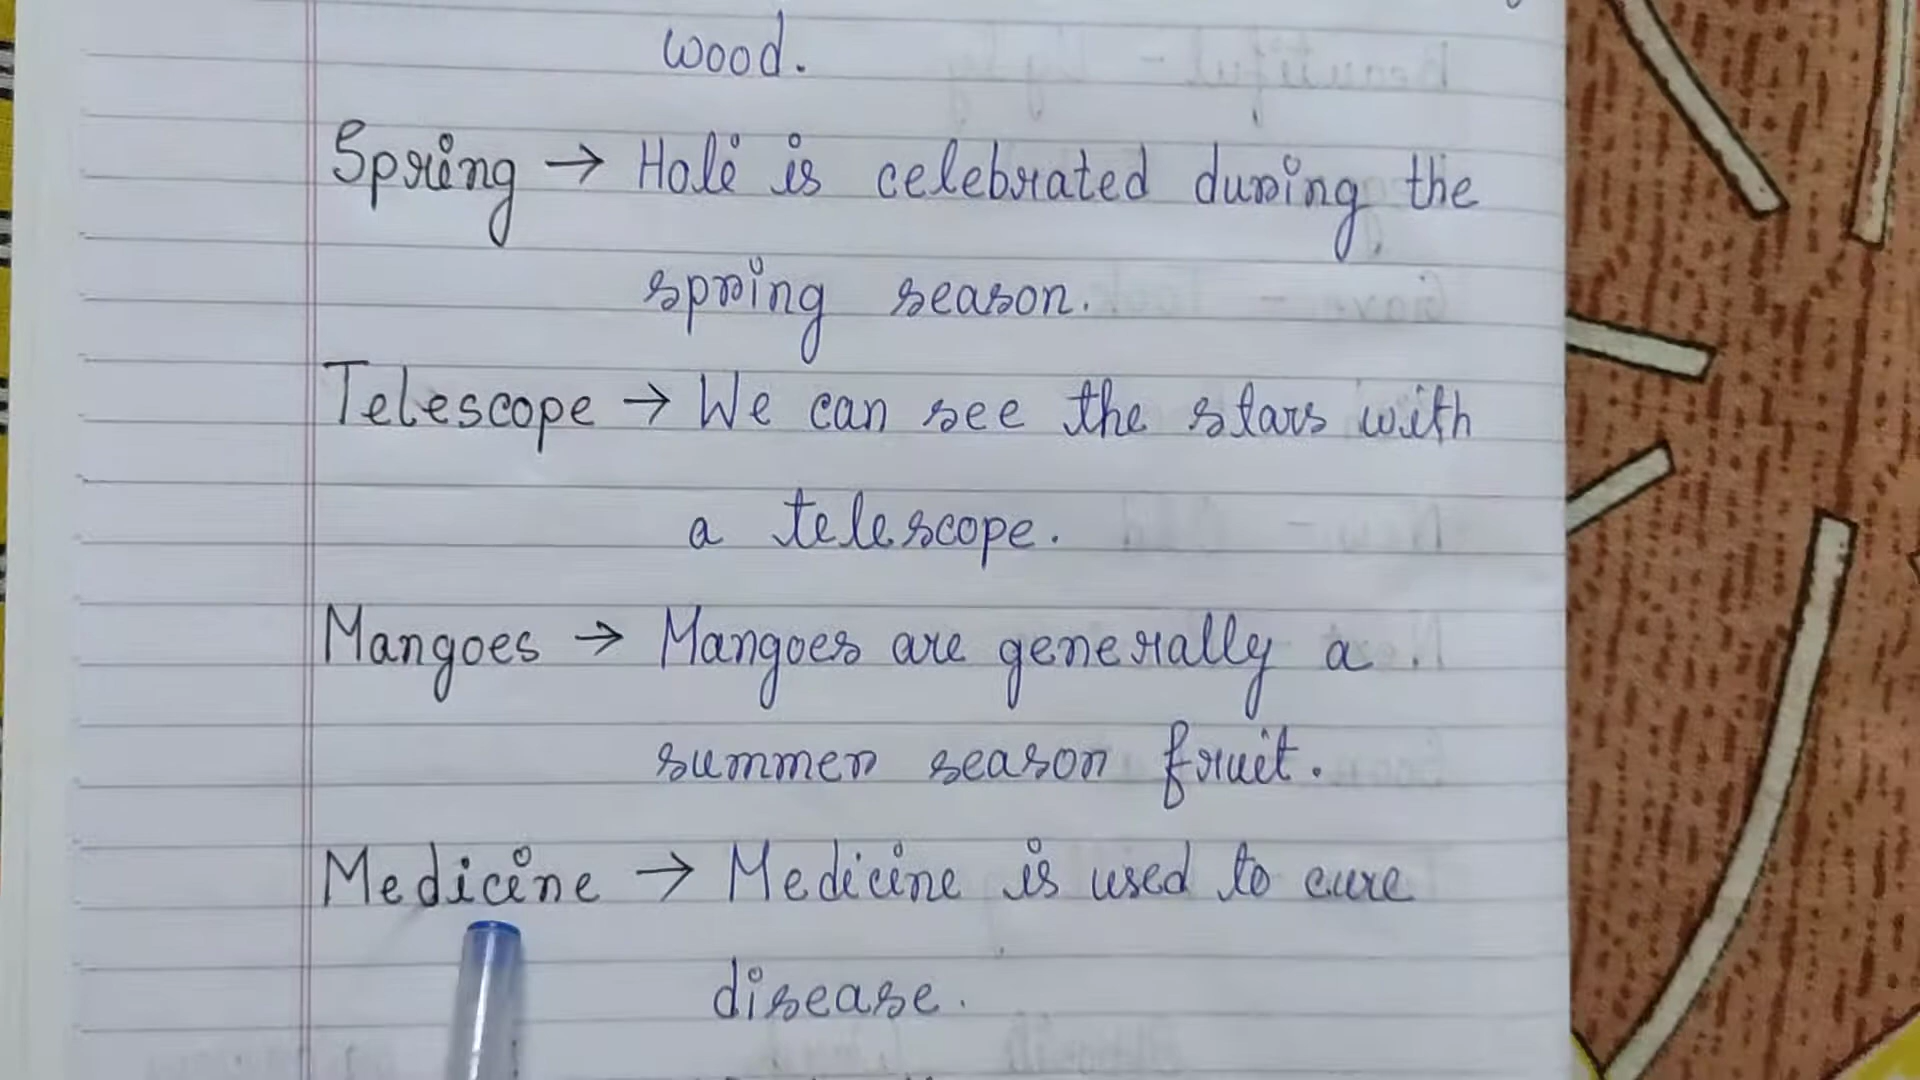 wood.
Spring → Holi is celebrated during the
spring season.
Telescope → We can see the stars with
a telescope.
Mangoes → Mangoes are generally a
summer season fruit.
Medicine → Medicine is used to cure
disease.